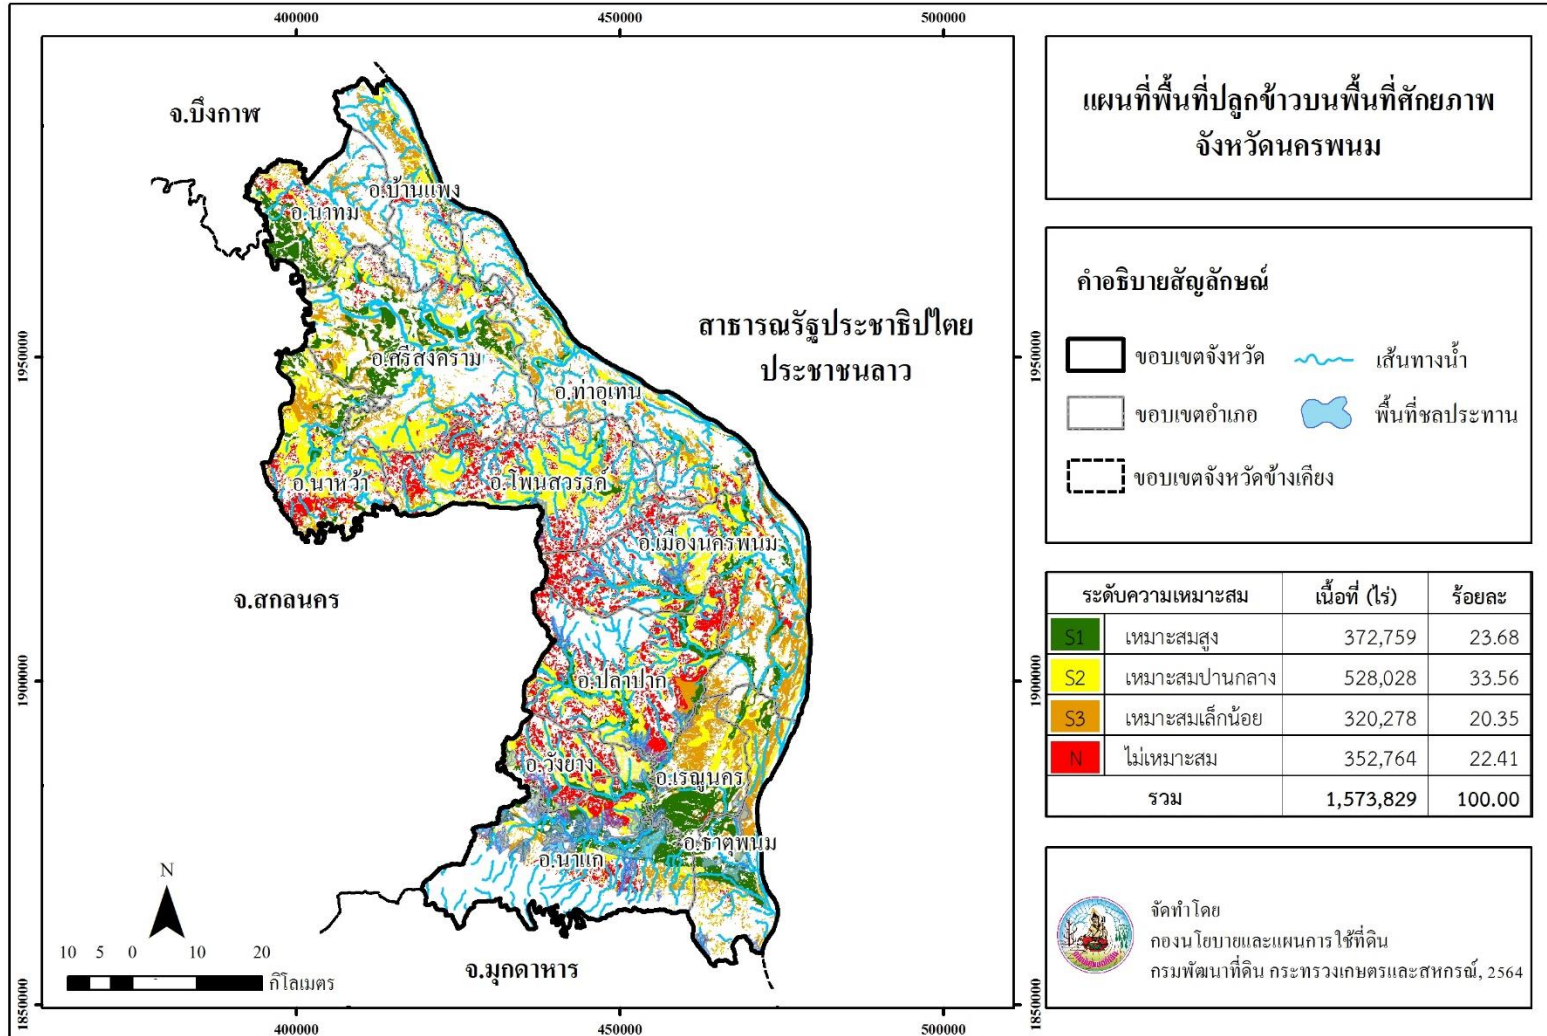 400000
450000
500000
แผนที่พื้นที่ปลูกข้าวบนพื้นที่ศักยภาพ
จังหวัดนครพนม
จ.บึงกาฬ
อ.บ้านแพง
อ.นาทม
สาธารณรัฐประชาธิปไตย
ประชาชนลาว
อ.ศรีสงคราม
อ.ท่าอุเทน
อ.นาหว้า
อ.โพนสวรรค์
อ.เมืองนครพนม
จ.สกลนคร
อ.ปลาปาก
อ.วังยาง
อ.เรณูนคร
อ.ธาตุพนม
อ.นาแก
จ.มุกดาหาร
1950000
1900000
1850000
1950000
1900000
1850000
N
10 5 0 10 20
กิโลเมตร
400000
450000
500000
คำอธิบายสัญลักษณ์
ขอบเขตจังหวัด เส้นทางน้ำ
ขอบเขตอำเภอ พื้นที่ชลประทาน
ขอบเขตจังหวัดข้างเคียง
ระดับความเหมาะสม เนื้อที่ (ไร่) ร้อยละ
S1 เหมาะสมสูง 372,759 23.68
S2 เหมาะสมปานกลาง 528,028 33.56
S3 เหมาะสมเล็กน้อย 320,278 20.35
N ไม่เหมาะสม 352,764 22.41
รวม 1,573,829 100.00
จัดทำโดย
กองนโยบายและแผนการใช้ที่ดิน
กรมพัฒนาที่ดิน กระทรวงเกษตรและสหกรณ์, 2564